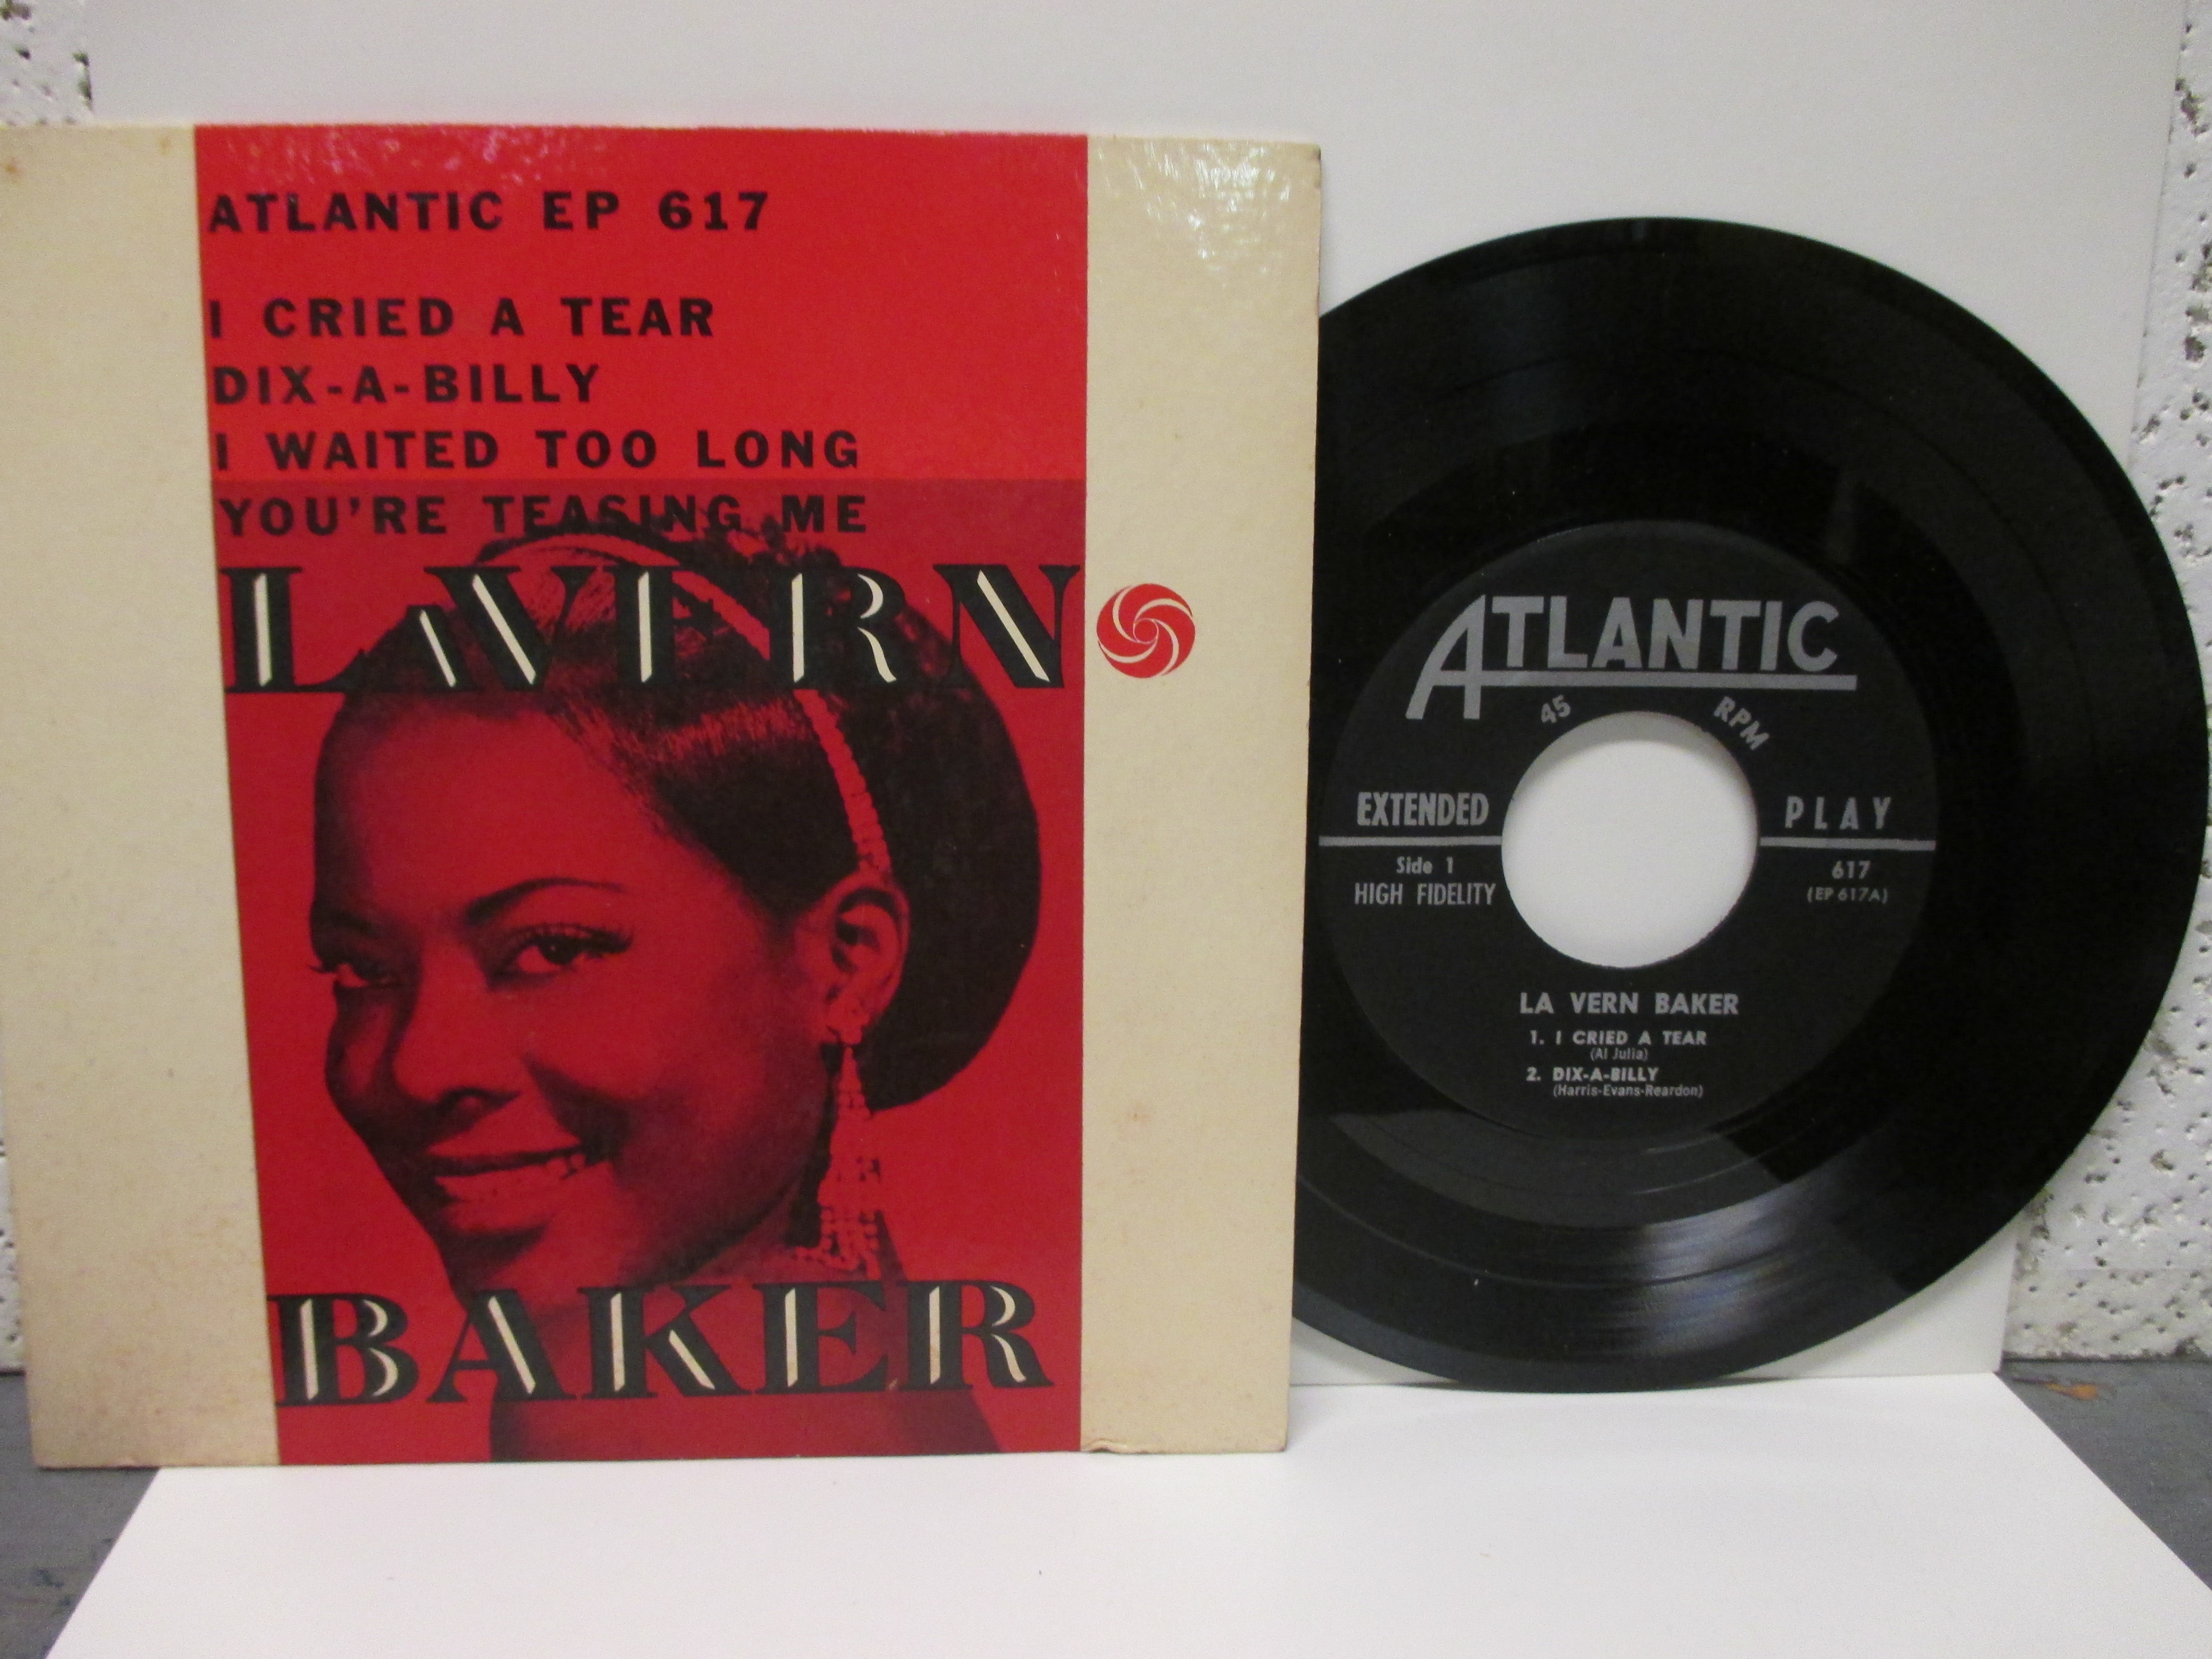 ATLANTIC EP 617
I CRIED A TEAR
DIX-A-BILLY
I WAITED TOO LONG
YOU'RE TEASING ME
LAVERN
BAKER
ATLANTIC
45 RPM
EXTENDED PLAY
Side 1
HIGH FIDELITY
617
(EP 617A)
LA VERN BAKER
1. I CRIED A TEAR
(Al Julia)
2. DIX-A-BILLY
(Harris-Evans-Reardon)